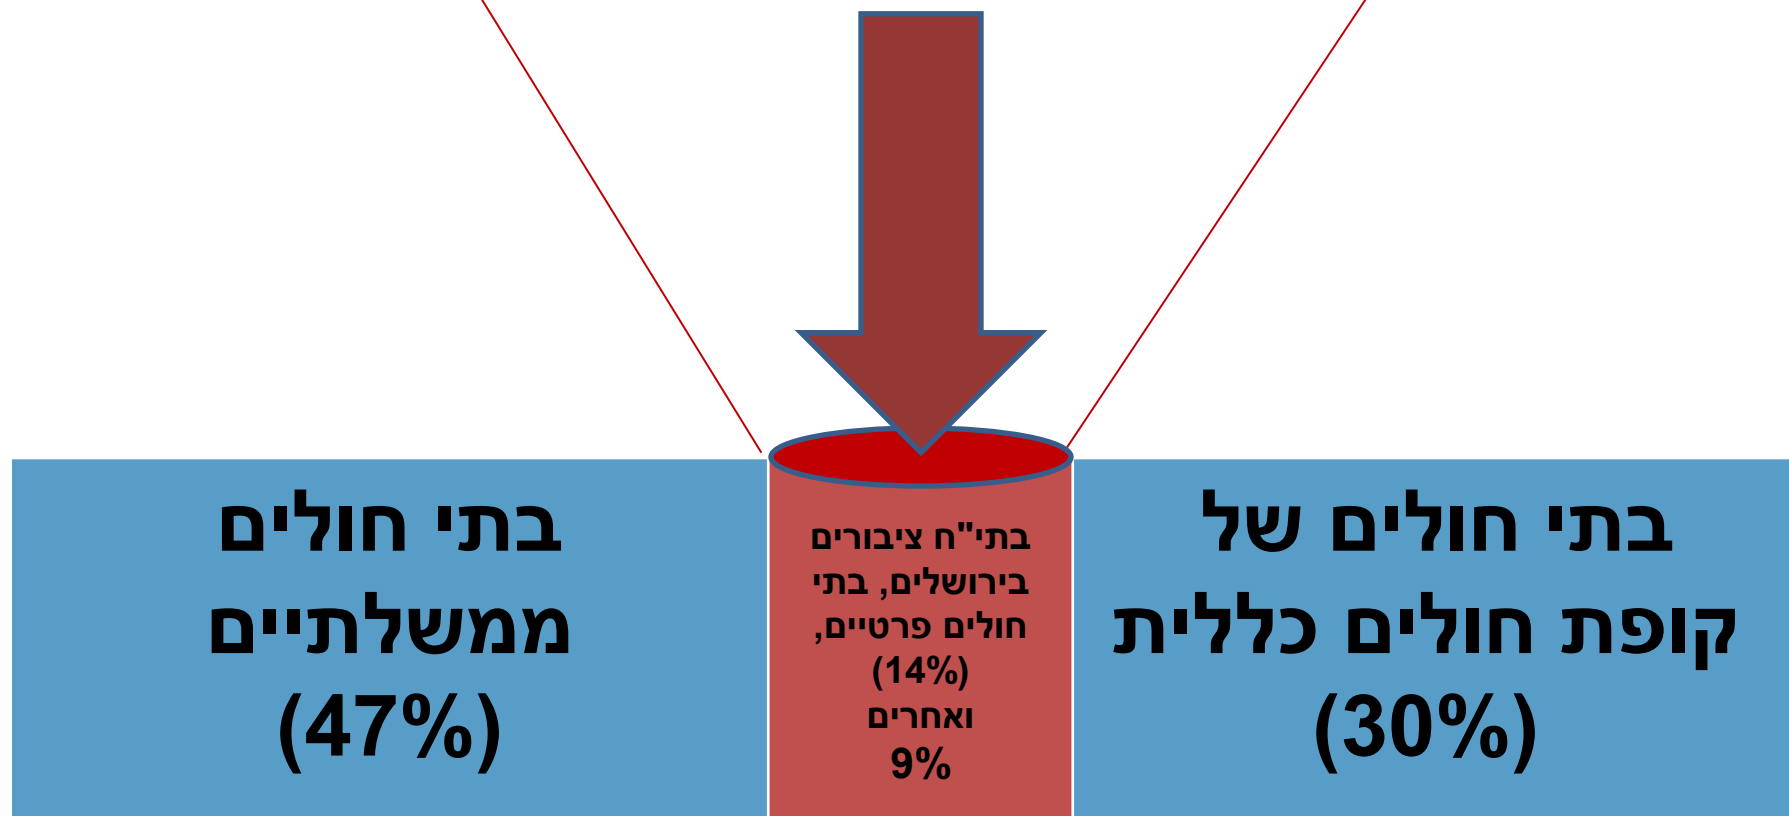 בתי חולים של
קופת חולים כללית
(30%)
בתי"ח ציבורים
בירושלים, בתי
חולים פרטיים,
(14%)
ואחרים
9%
בתי חולים
ממשלתיים
(47%)